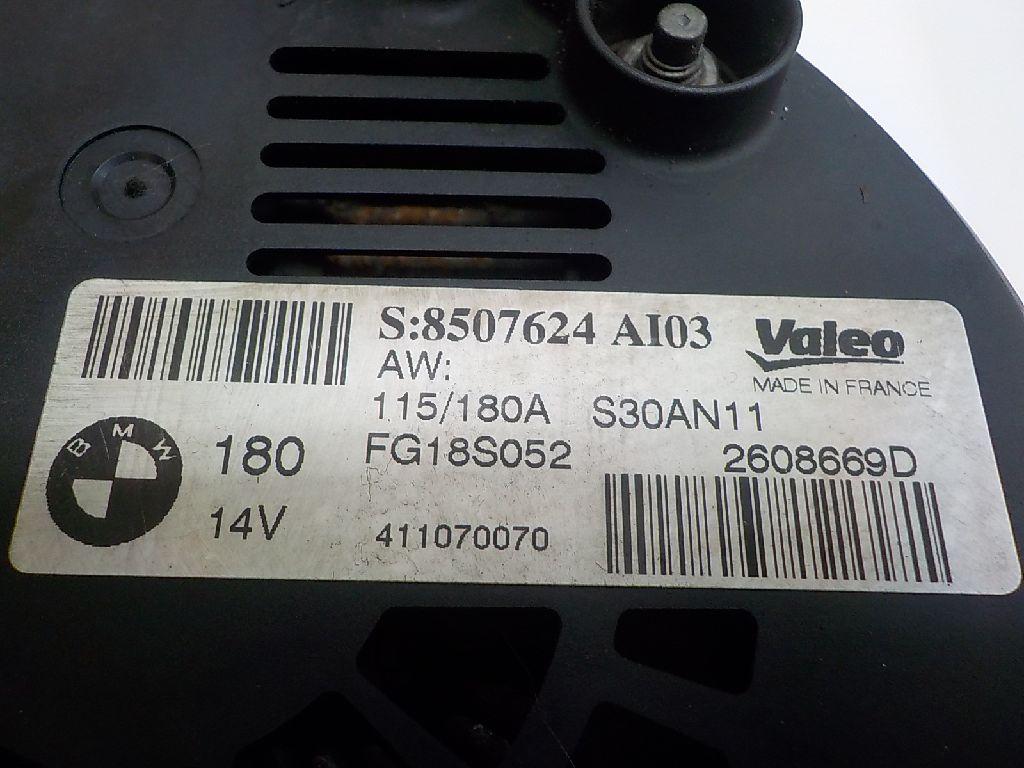 S:8507624 AI03
Valeo
AW:
MADE IN FRANCE
115/180A S30AN11
BMW
180
FG18S052
2608669D
14V
411070070